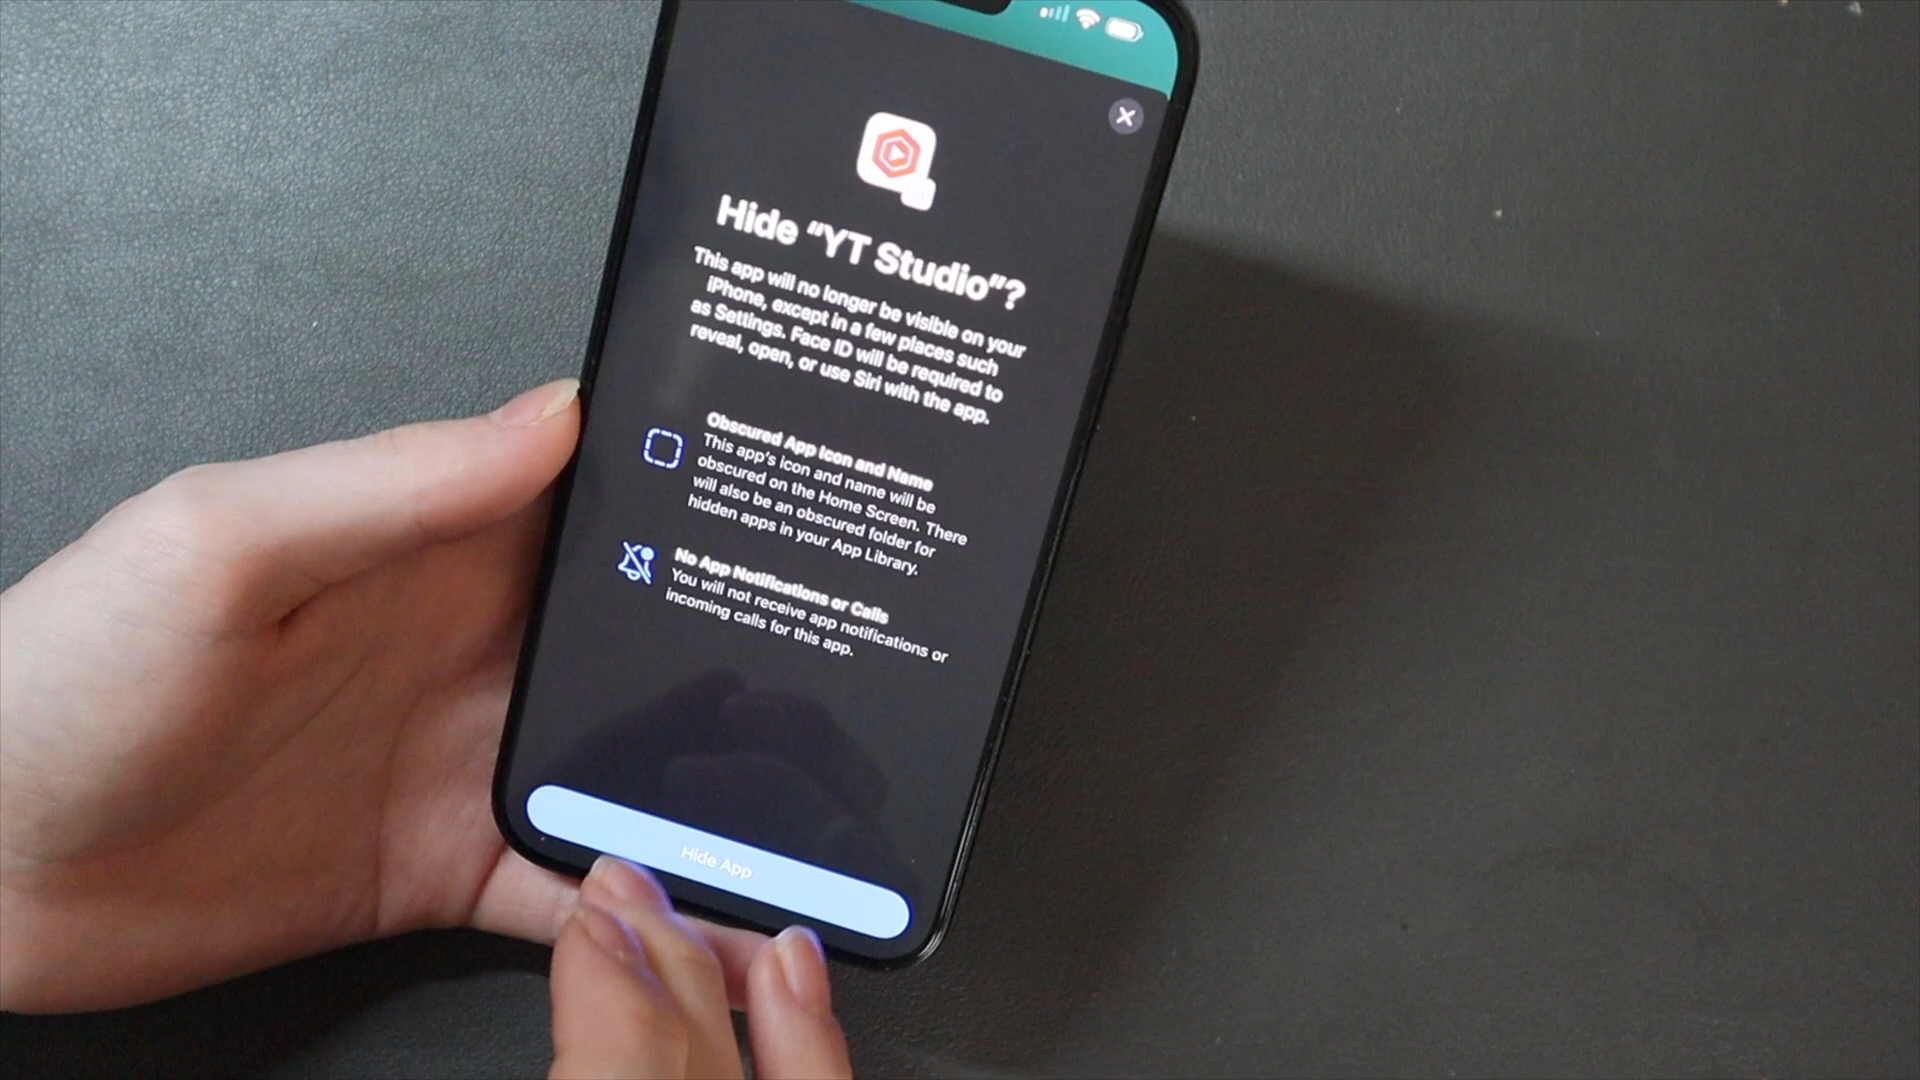 Hide “YT Studio”?
This app will no longer be visible on your
iPhone, except in a few places such
as Settings. Face ID will be required to
reveal, open, or use Siri with the app.
Obscured App Icon and Name
This app's icon and name will be
obscured on the Home Screen. There
will also be an obscured folder for
hidden apps in your App Library.
No App Notifications or Calls
You will not receive app notifications or
incoming calls for this app.
Hide App